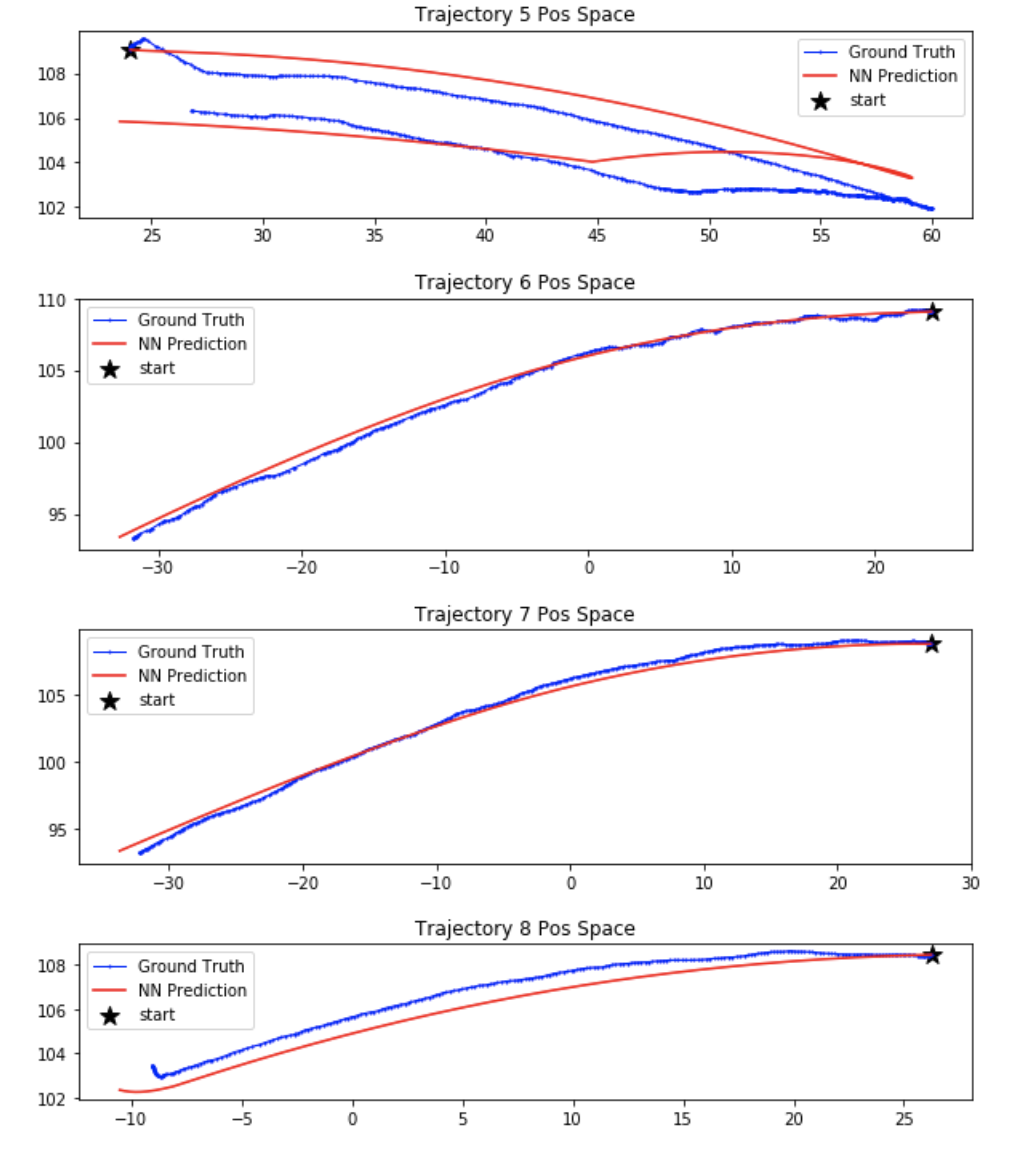 Trajectory 5 Pos Space
108
106
104
102
Ground Truth
NN Prediction
start
25 30 35 40 45 50 55 60
Trajectory 6 Pos Space
110
105
100
95
Ground Truth
NN Prediction
start
−30 −20 −10 0 10 20
Trajectory 7 Pos Space
105
100
95
Ground Truth
NN Prediction
start
−30 −20 −10 0 10 20 30
Trajectory 8 Pos Space
108
106
104
102
Ground Truth
NN Prediction
start
−10 −5 0 5 10 15 20 25